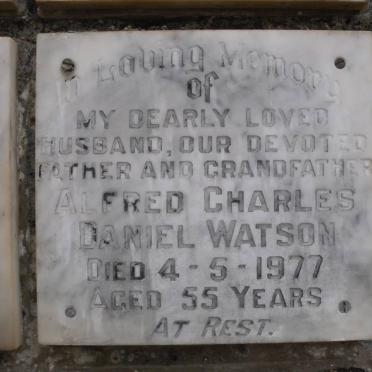 In Loving Memory
of
MY DEARLY LOVED
HUSBAND, OUR DEVOTED
FATHER AND GRANDFATHER
ALFRED CHARLES
DANIEL WATSON
DIED 4-5-1977
AGED 55 YEARS
AT REST.